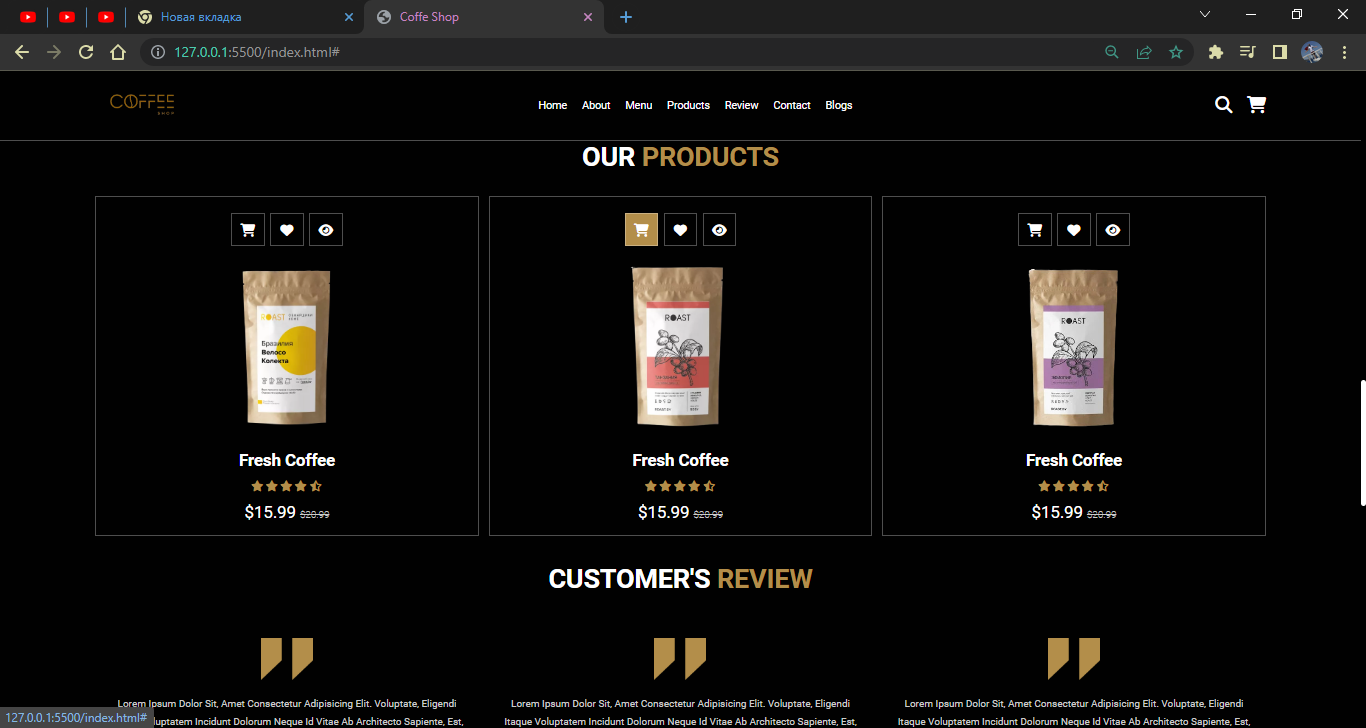 Новая вкладка
Coffe Shop
127.0.0.1:5500/index.html#
COFFEE
SHOP
Home About Menu Products Review Contact Blogs
OUR PRODUCTS
ROAST
Бразилия
Велосо
Колекта
ROAST
ROAST
Fresh Coffee
$15.99 $20.99
Fresh Coffee
$15.99 $20.99
Fresh Coffee
$15.99 $20.99
CUSTOMER'S REVIEW
Lorem Ipsum Dolor Sit, Amet Consectetur Adipisicing Elit. Voluptate, Eligendi
luptatem Incidunt Dolorum Neque Id Vitae Ab Architecto Sapiente, Est,
Lorem Ipsum Dolor Sit, Amet Consectetur Adipisicing Elit. Voluptate, Eligendi
Itaque Voluptatem Incidunt Dolorum Neque Id Vitae Ab Architecto Sapiente, Est,
Lorem Ipsum Dolor Sit, Amet Consectetur Adipisicing Elit. Voluptate, Eligendi
Itaque Voluptatem Incidunt Dolorum Neque Id Vitae Ab Architecto Sapiente, Est,
127.0.0.1:5500/index.html#